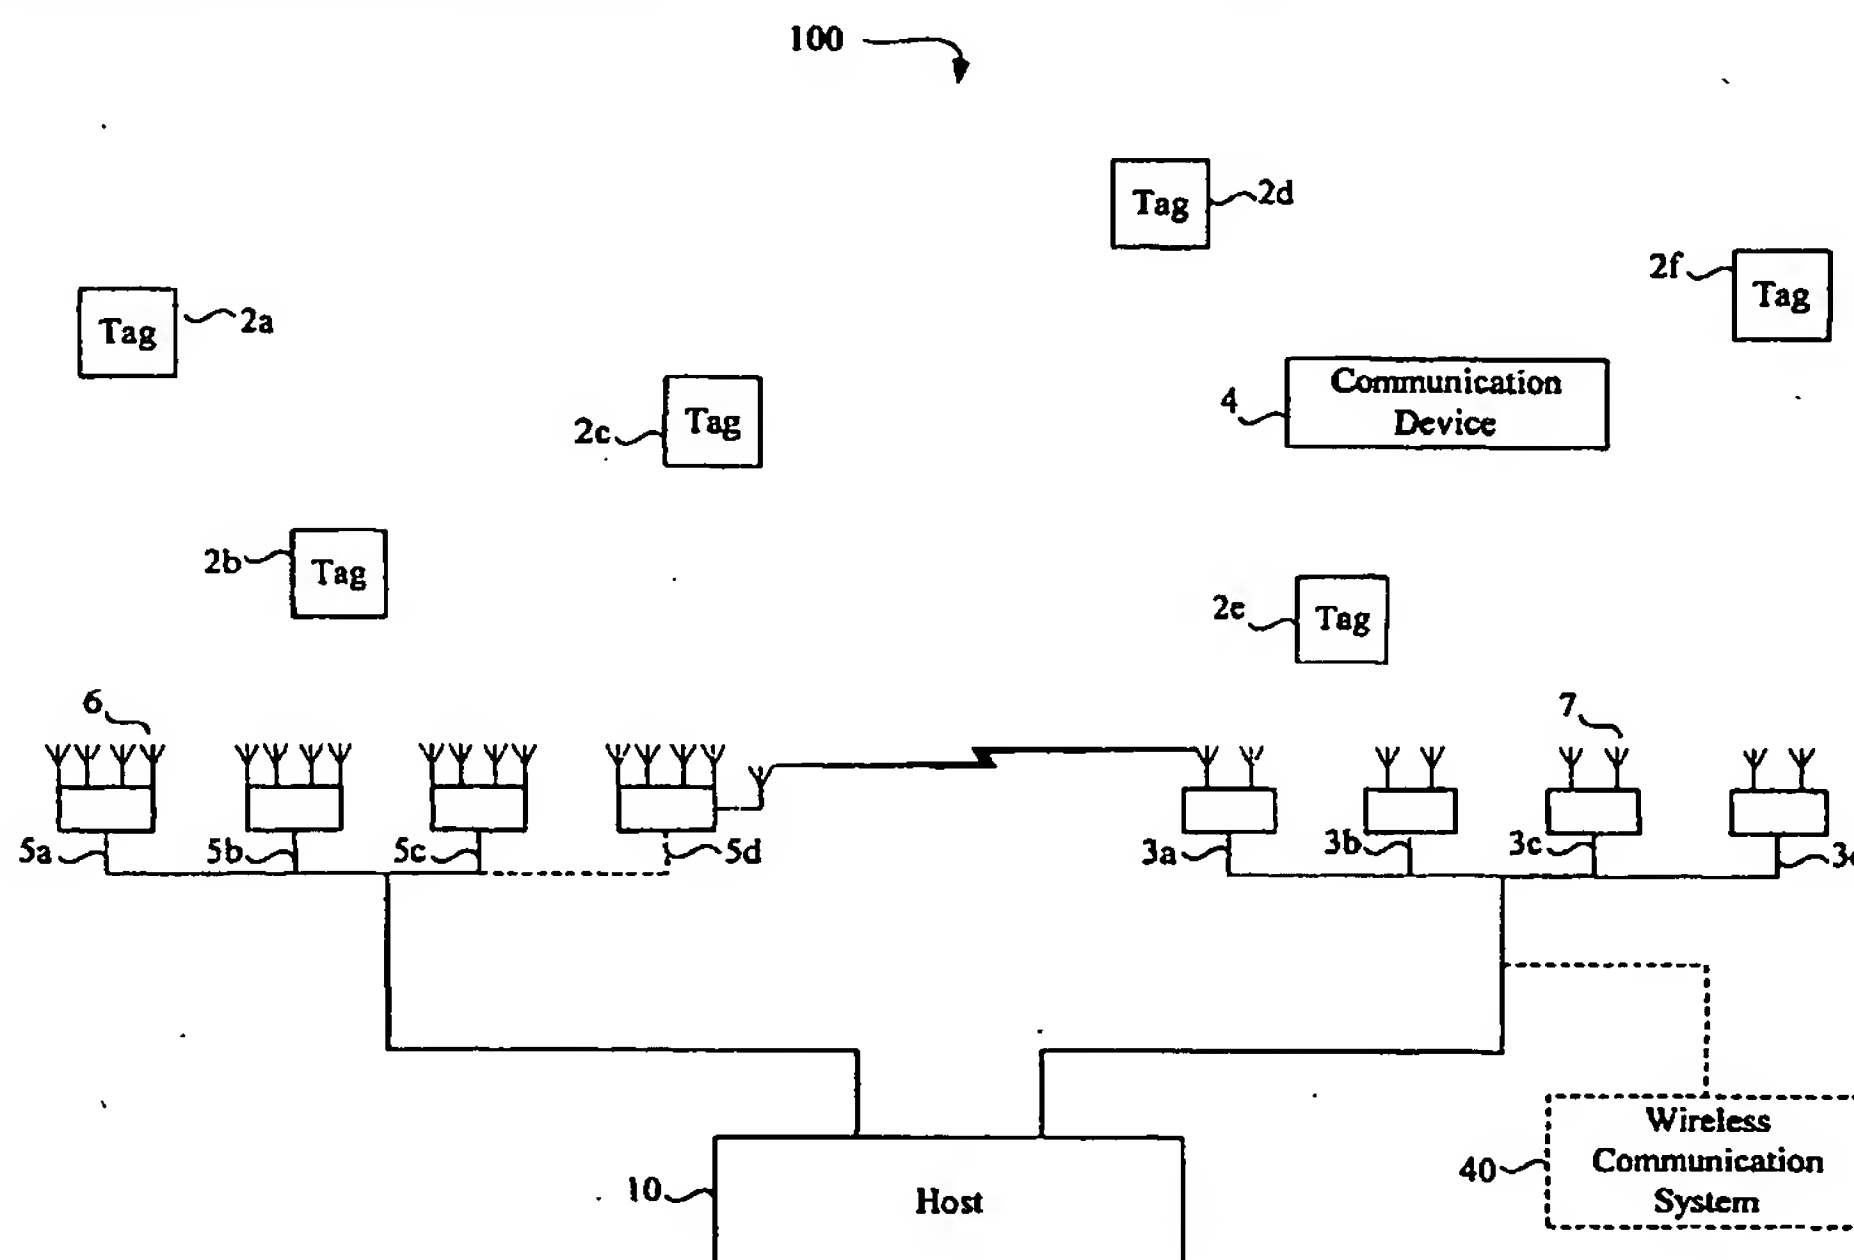 100
Tag
2d
2f
Tag
Tag
2a
Communication
Device
4
Tag
2c
2b
Tag
2e
Tag
6
7
5a
5b
5c
5d
3a
3b
3c
Wireless
Communication
System
40
10
Host